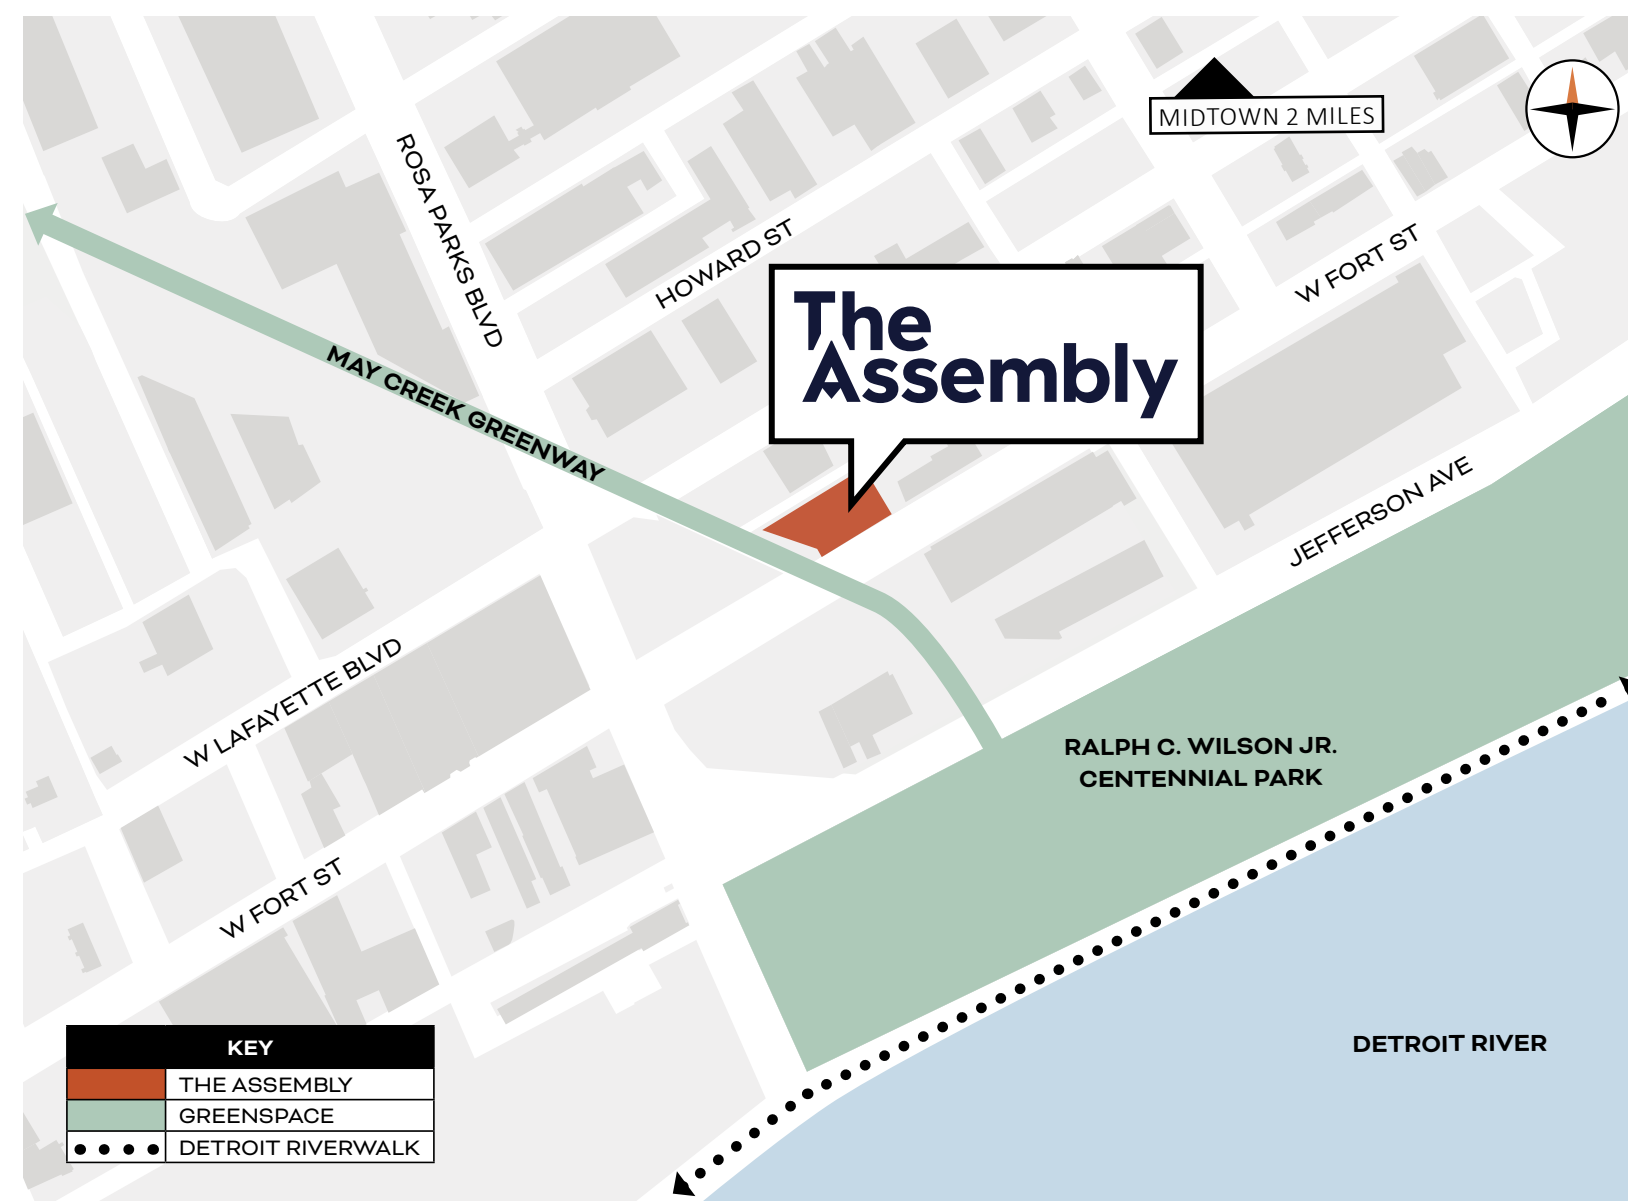 MIDTOWN 2 MILES
ROSA PARKS BLVD
HOWARD ST
W FORT ST
The
Assembly
MAY CREEK GREENWAY
JEFFERSON AVE
W LAFAYETTE BLVD
RALPH C. WILSON JR.
CENTENNIAL PARK
W FORT ST
DETROIT RIVER
KEY
THE ASSEMBLY
GREENSPACE
DETROIT RIVERWALK